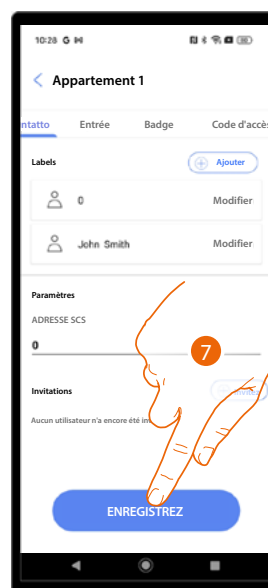 10:28 G
Appartement 1
ntatto Entrée Badge Code d'accès
Labels Ajouter
0 Modifier
John Smith Modifier
Paramètres
ADRESSE SCS
0
7
Invitations
Aucun utilisateur n'a encore été
ENREGISTREZ